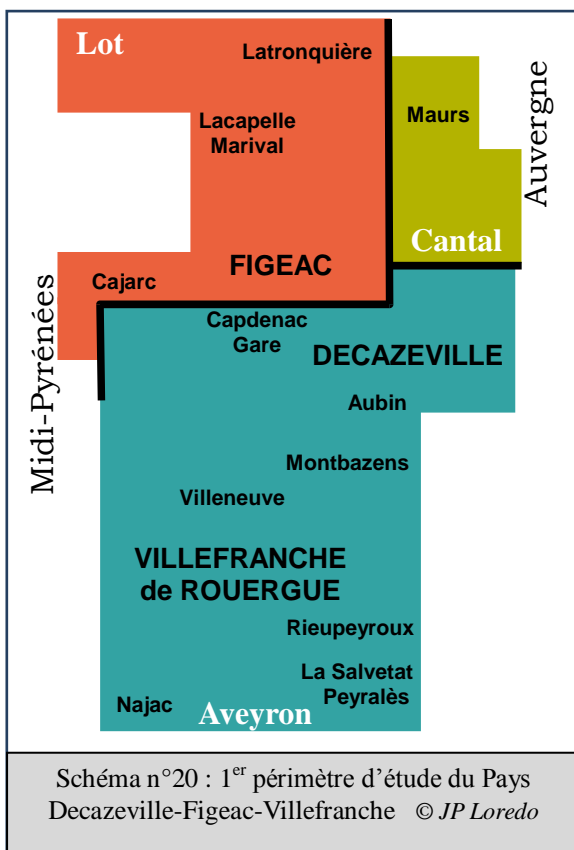 Lot
Latronquière
Maurs
Lacapelle
Marival
Auvergne
Cantal
FIGEAC
Cajarc
Midi-Pyrénées
Capdenac
Gare
DECAZEVILLE
Aubin
Montbazens
Villeneuve
VILLEFRANCHE
de ROUERGUE
Rieupeyroux
La Salvetat
Peyralès
Najac
Aveyron
Schéma n°20 : 1er périmètre d'étude du Pays
Decazeville-Figeac-Villefranche © JP Loredo